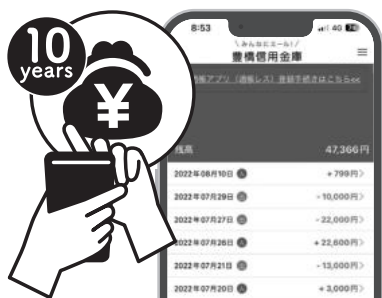 10
years
¥
8:53
4G
\みんなにエール!/
豊橋信用金庫
通帳アプリ（通帳レス）登録手続きはこちら<<
残高 47,366円
2022年08月10日 +799円>
2022年07月29日 -10,000円>
2022年07月27日 -22,000円>
2022年07月26日 +22,600円>
2022年07月21日 -13,000円>
2022年07月20日 +3,000円>